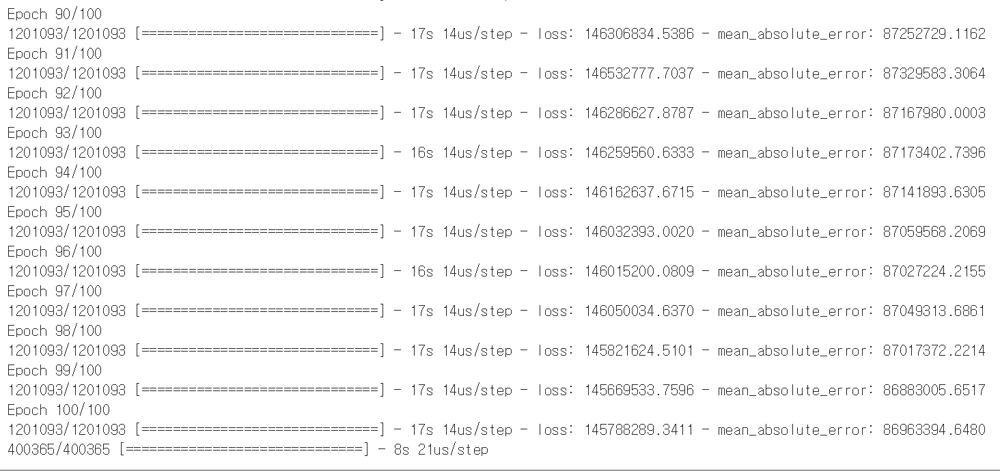 Epoch 90/100
1201093/1201093 [==============================] - 17s 14us/step - loss: 146306834.5386 - mean_absolute_error: 87252729.1162
Epoch 91/100
1201093/1201093 [==============================] - 17s 14us/step - loss: 146532777.7037 - mean_absolute_error: 87329583.3064
Epoch 92/100
1201093/1201093 [==============================] - 17s 14us/step - loss: 146286627.8787 - mean_absolute_error: 87167980.0003
Epoch 93/100
1201093/1201093 [==============================] - 16s 14us/step - loss: 146259560.6333 - mean_absolute_error: 87173402.7396
Epoch 94/100
1201093/1201093 [==============================] - 17s 14us/step - loss: 146162637.6715 - mean_absolute_error: 87141893.6305
Epoch 95/100
1201093/1201093 [==============================] - 17s 14us/step - loss: 146032393.0020 - mean_absolute_error: 87059568.2069
Epoch 96/100
1201093/1201093 [==============================] - 16s 14us/step - loss: 146015200.0809 - mean_absolute_error: 87027224.2155
Epoch 97/100
1201093/1201093 [==============================] - 17s 14us/step - loss: 146050034.6370 - mean_absolute_error: 87049313.6861
Epoch 98/100
1201093/1201093 [==============================] - 17s 14us/step - loss: 145821624.5101 - mean_absolute_error: 87017372.2214
Epoch 99/100
1201093/1201093 [==============================] - 17s 14us/step - loss: 145669533.7596 - mean_absolute_error: 86883005.6517
Epoch 100/100
1201093/1201093 [==============================] - 17s 14us/step - loss: 145788289.3411 - mean_absolute_error: 86963394.6480
400365/400365 [==============================] - 8s 21us/step